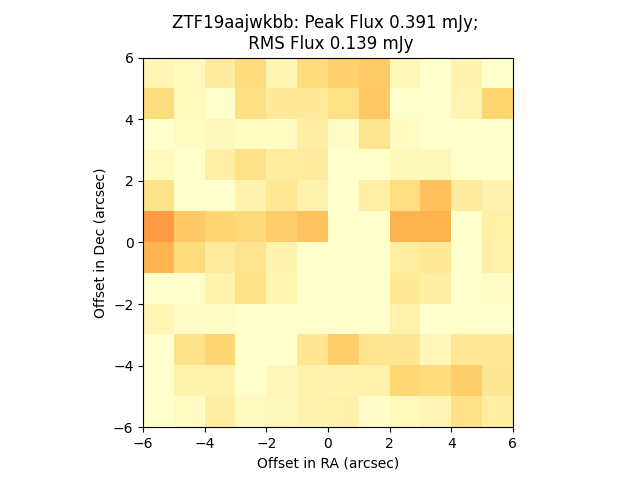 ZTF19aajwkbb: Peak Flux 0.391 mJy;
RMS Flux 0.139 mJy
6
4
2
0
−2
−4
−6
Offset in Dec (arcsec)
−6 −4 −2 0 2 4 6
Offset in RA (arcsec)